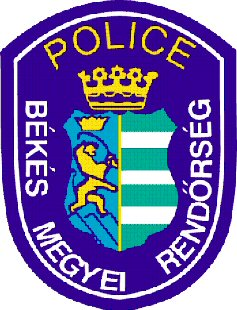 POLICE
BÉKÉS MEGYEI RENDŐRSÉG